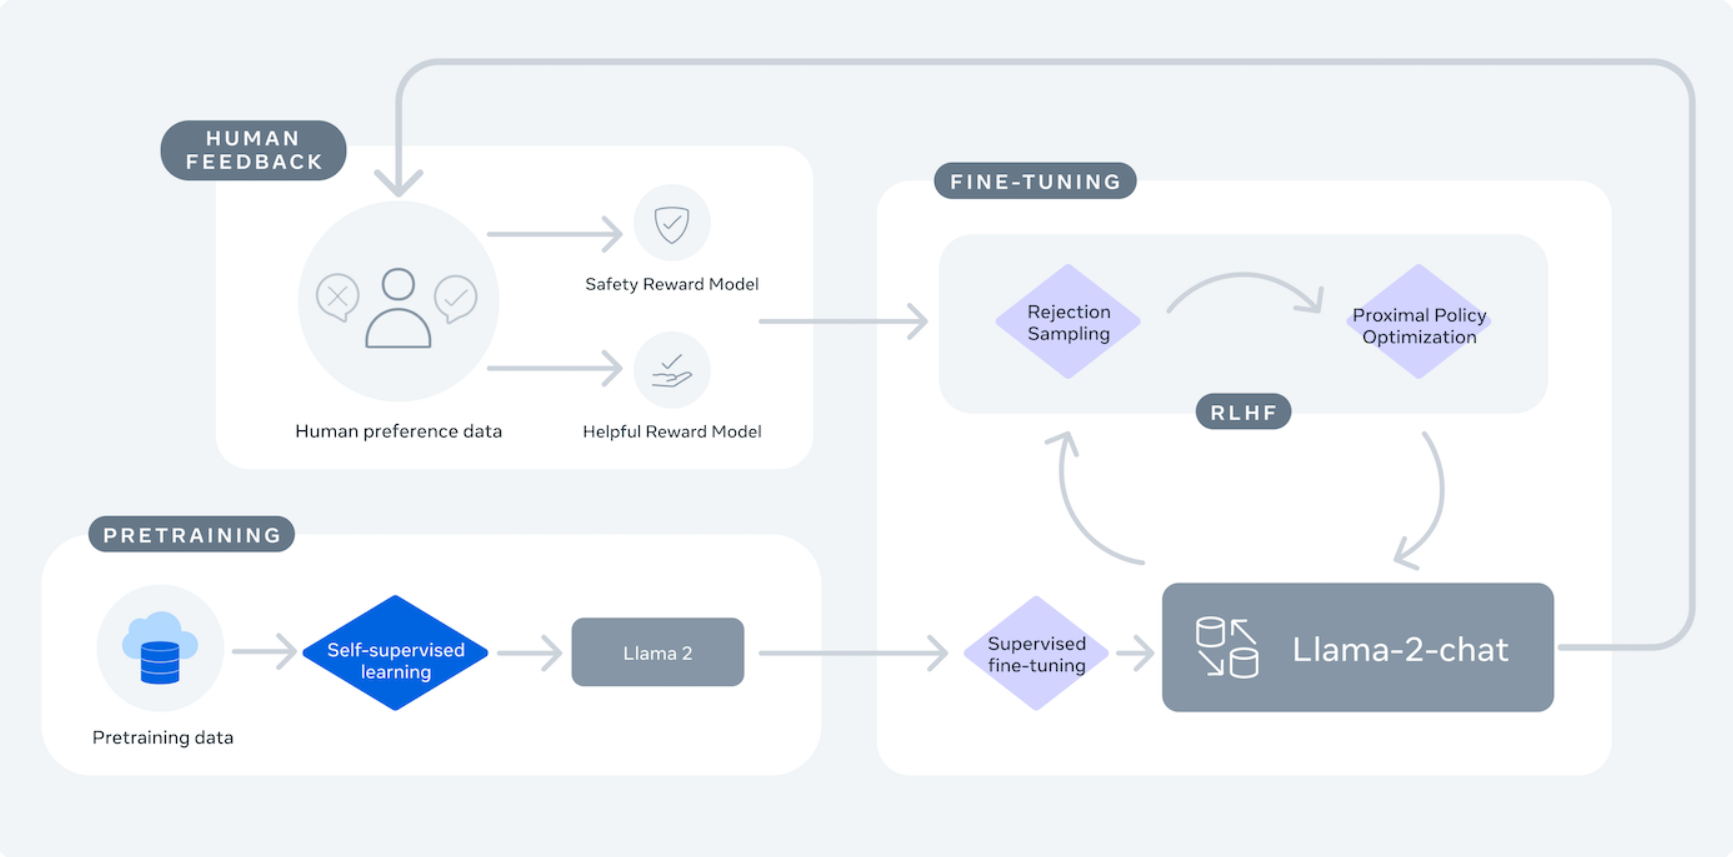 HUMAN
FEEDBACK
Safety Reward Model
Human preference data
Helpful Reward Model
FINE-TUNING
Rejection
Sampling
Proximal Policy
Optimization
RLHF
PRETRAINING
Self-supervised
learning
Llama 2
Pretraining data
Supervised
fine-tuning
Llama-2-chat